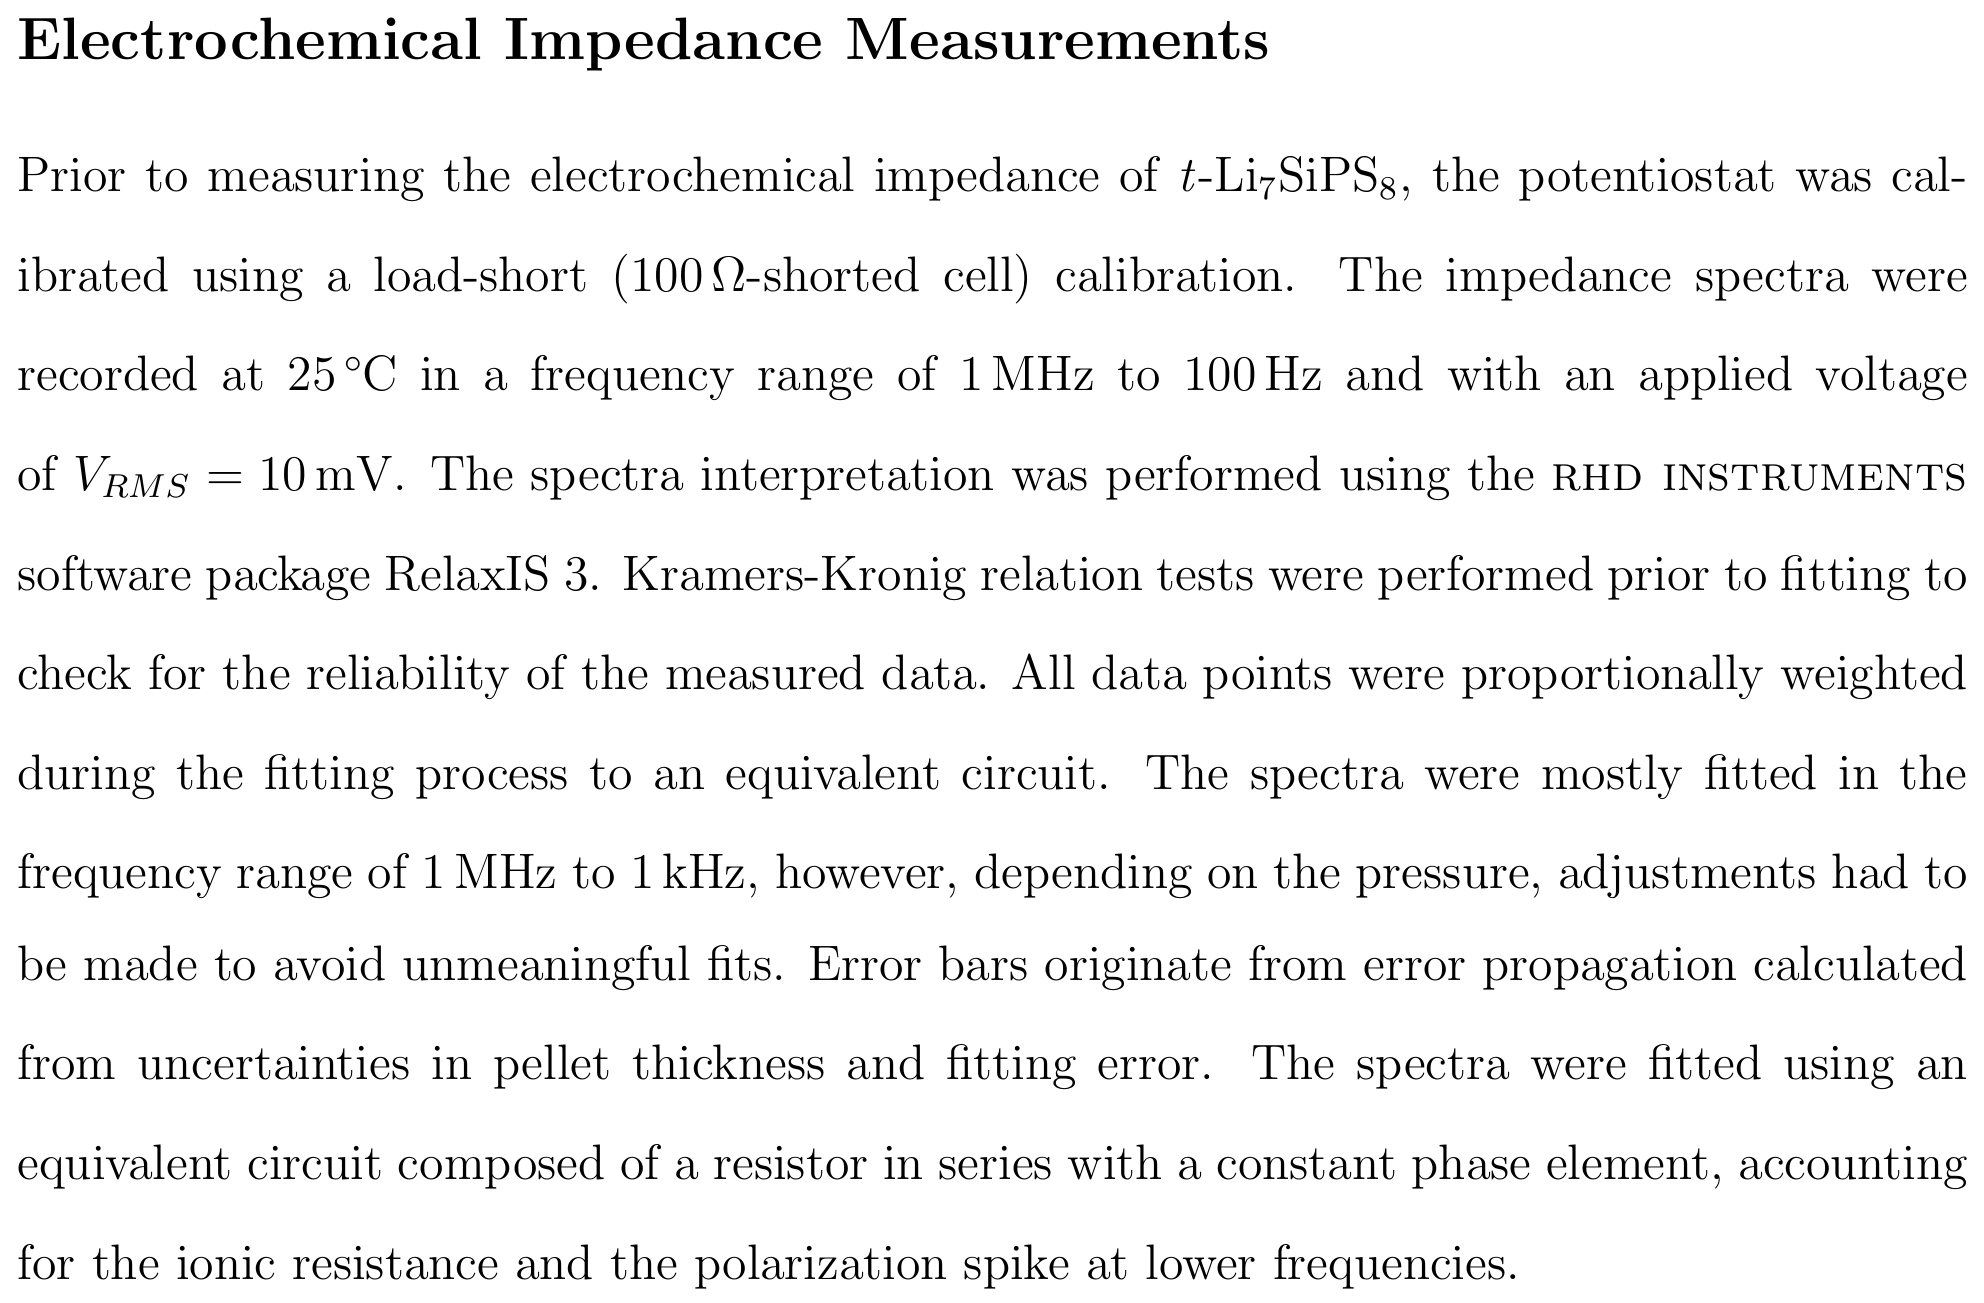 Electrochemical Impedance Measurements
Prior to measuring the electrochemical impedance of t-Li₇SiPS₈, the potentiostat was cal-
ibrated using a load-short (100 Ω-shorted cell) calibration. The impedance spectra were
recorded at 25 °C in a frequency range of 1 MHz to 100 Hz and with an applied voltage
of V_RMS = 10 mV. The spectra interpretation was performed using the RHD INSTRUMENTS
software package RelaxIS 3. Kramers-Kronig relation tests were performed prior to fitting to
check for the reliability of the measured data. All data points were proportionally weighted
during the fitting process to an equivalent circuit. The spectra were mostly fitted in the
frequency range of 1 MHz to 1 kHz, however, depending on the pressure, adjustments had to
be made to avoid unmeaningful fits. Error bars originate from error propagation calculated
from uncertainties in pellet thickness and fitting error. The spectra were fitted using an
equivalent circuit composed of a resistor in series with a constant phase element, accounting
for the ionic resistance and the polarization spike at lower frequencies.